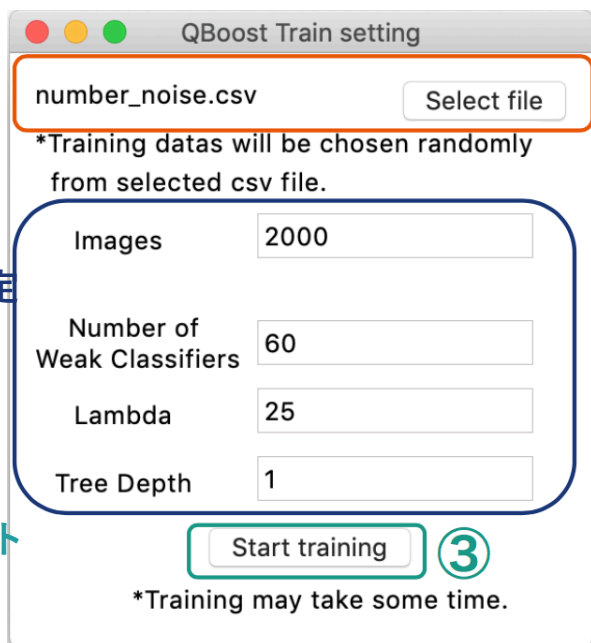 QBoost Train setting
number_noise.csv
Select file
*Training datas will be chosen randomly
from selected csv file.
Images
2000
Number of
Weak Classifiers
60
Lambda
25
Tree Depth
1
ト
Start training
③
*Training may take some time.